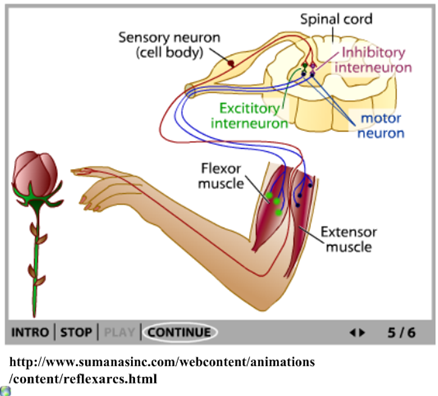 Spinal cord
Sensory neuron
(cell body)
Inhibitory
interneuron
Excititory
interneuron
motor
neuron
Flexor
muscle
Extensor
muscle
INTRO | STOP | PLAY | CONTINUE 5 / 6
http://www.sumanasinc.com/webcontent/animations
/content/reflexarcs.html